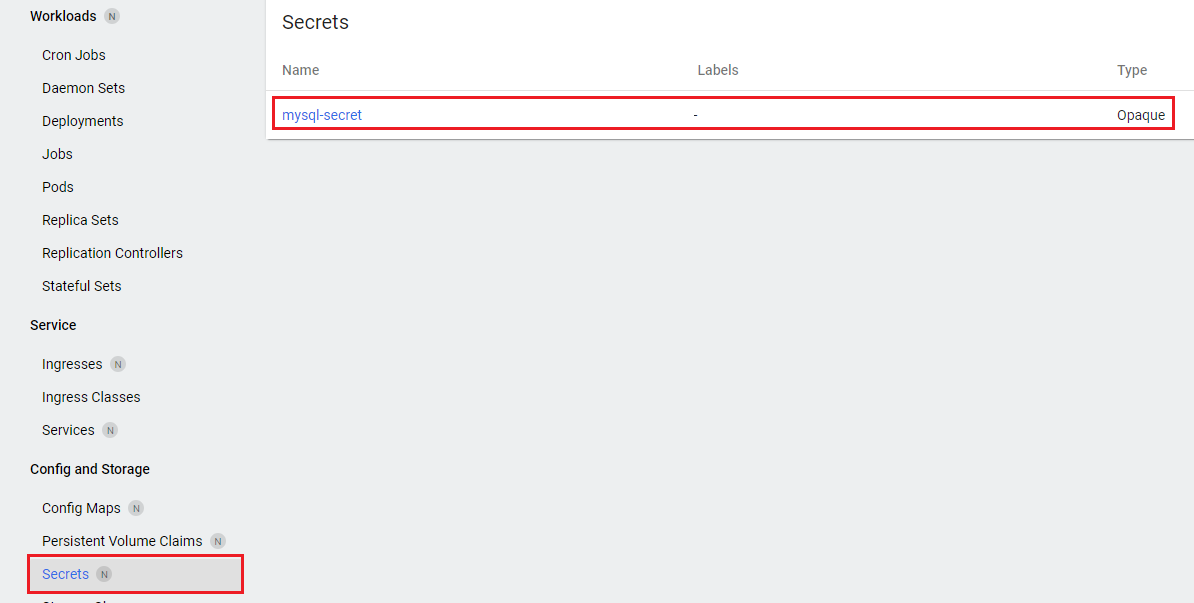 Workloads N
Cron Jobs
Daemon Sets
Deployments
Jobs
Pods
Replica Sets
Replication Controllers
Stateful Sets
Service
Ingresses N
Ingress Classes
Services N
Config and Storage
Config Maps N
Persistent Volume Claims N
Secrets N
Secrets
Name Labels Type
mysql-secret - Opaque